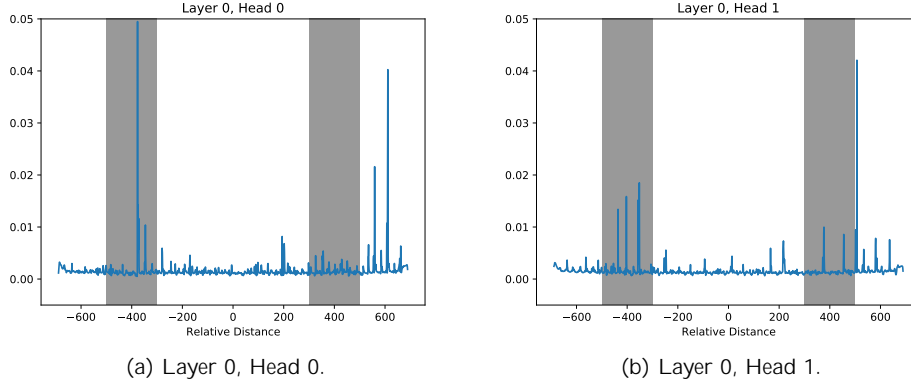 Layer 0, Head 0
0.05
0.04
0.03
0.02
0.01
0.00
−600 −400 −200 0 200 400 600
Relative Distance
(a) Layer 0, Head 0.
Layer 0, Head 1
0.05
0.04
0.03
0.02
0.01
0.00
−600 −400 −200 0 200 400 600
Relative Distance
(b) Layer 0, Head 1.